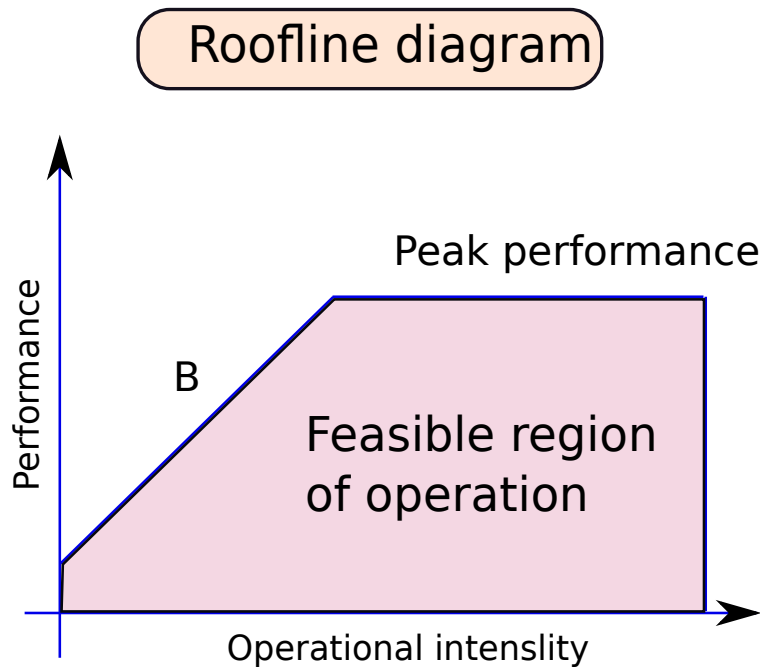 Roofline diagram
Peak performance
Performance
B
Feasible region
of operation
Operational intenslity